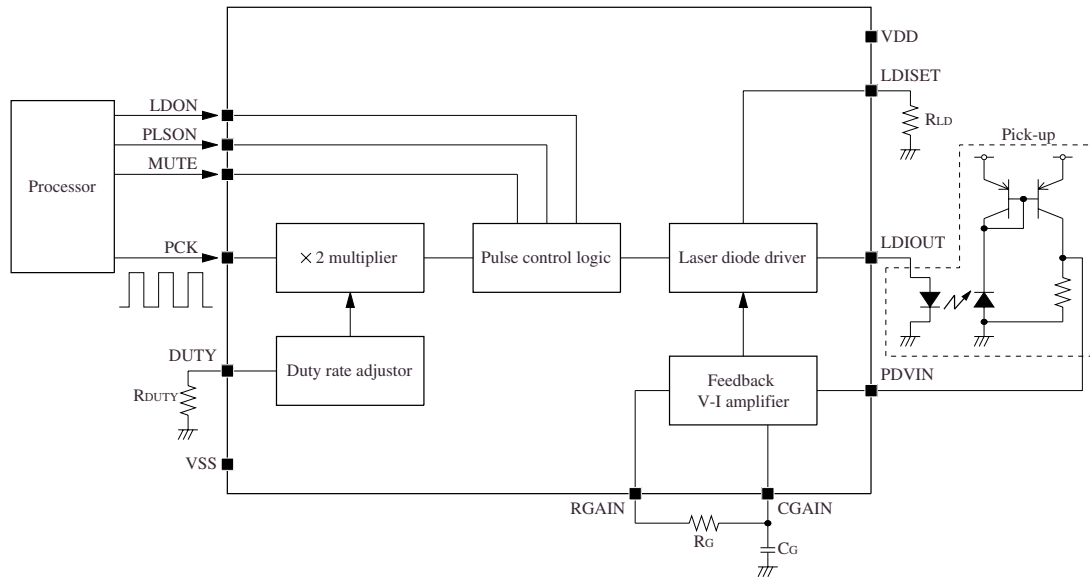 VDD
LDISET
RLD
Pick-up
LDON
PLSON
MUTE
Processor
PCK
× 2 multiplier
Pulse control logic
Laser diode driver
LDIOUT
DUTY
RDUTY
Duty rate adjustor
Feedback
V-I amplifier
PDVIN
VSS
RGAIN
CGAIN
RG
CG